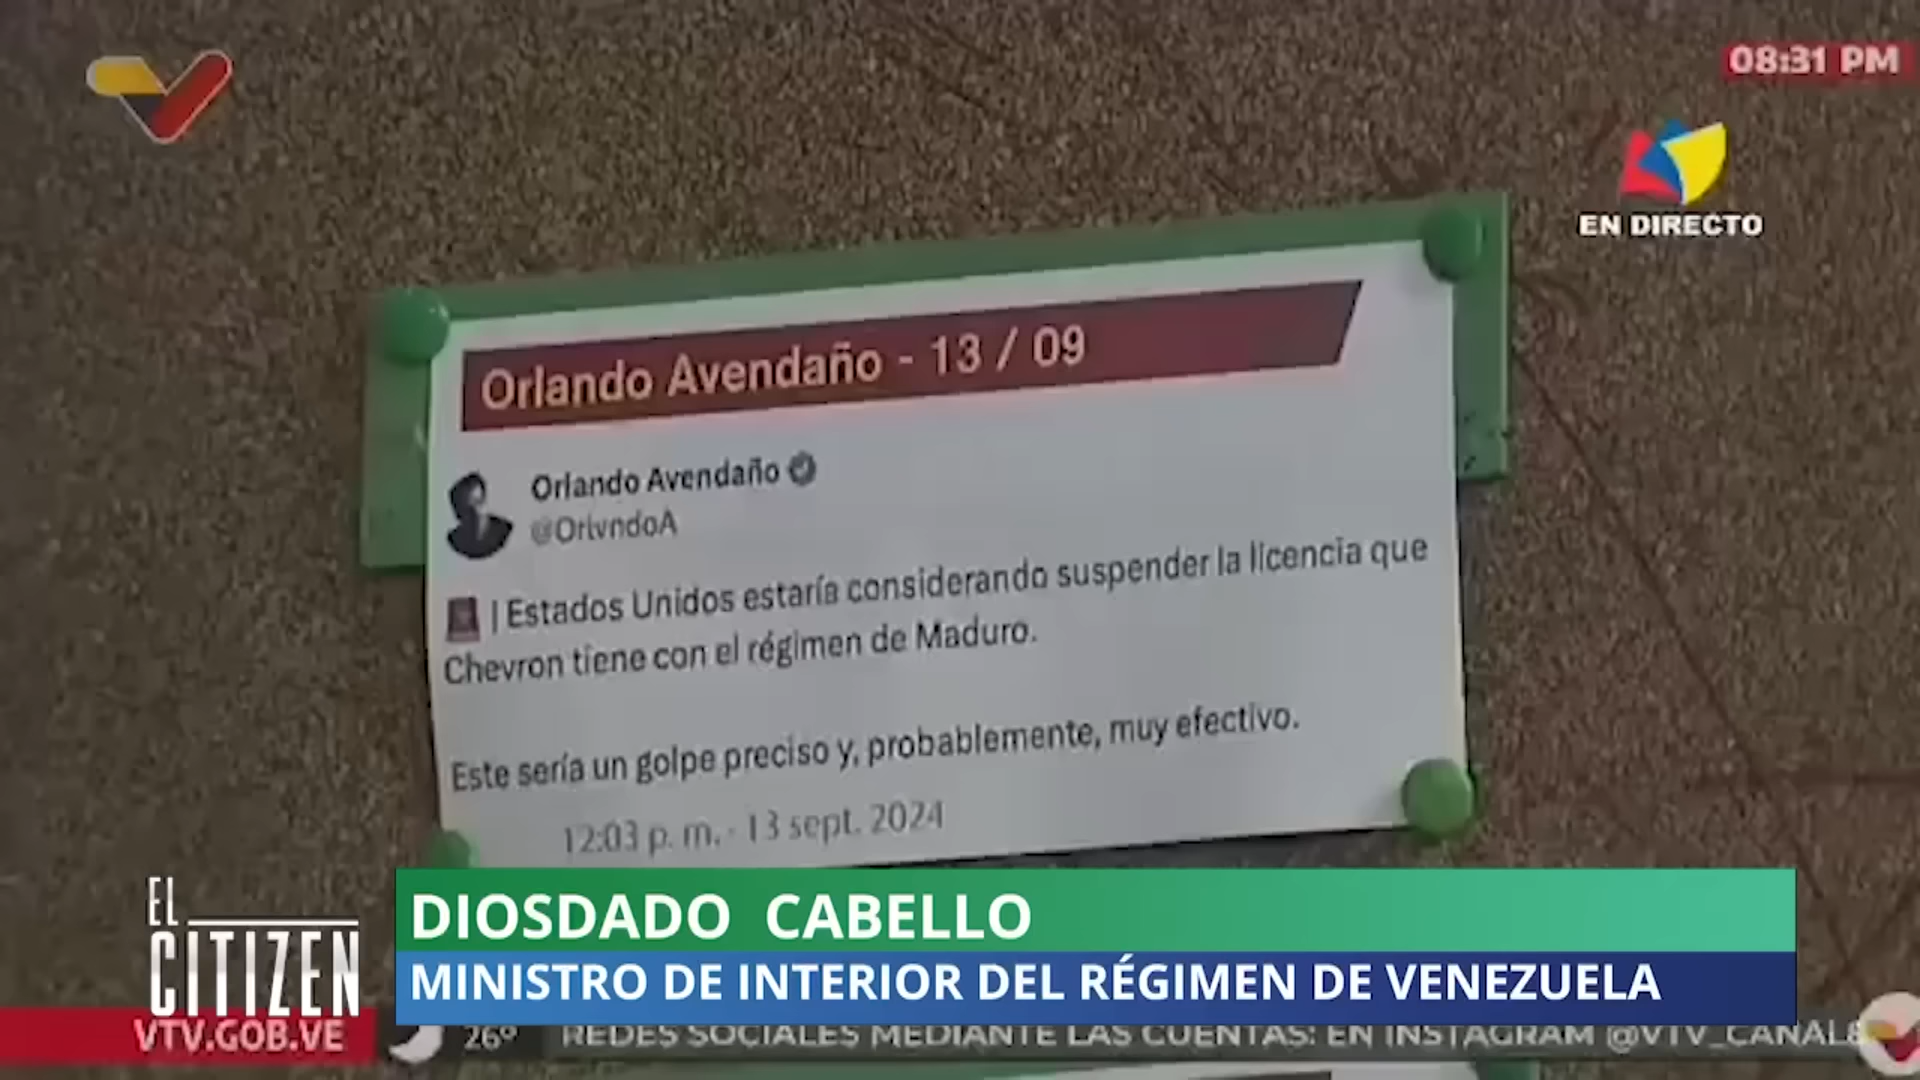 08:31 PM
EN DIRECTO
Orlando Avendaño - 13 / 09
Orlando Avendaño
@OrlvndoA
| Estados Unidos estaría considerando suspender la licencia que
Chevron tiene con el régimen de Maduro.
Este sería un golpe preciso y, probablemente, muy efectivo.
12:03 p. m. - 13 sept. 2024
EL
CITIZEN
DIOSDADO CABELLO
MINISTRO DE INTERIOR DEL RÉGIMEN DE VENEZUELA
VTV.GOB.VE
26°
REDES SOCIALES MEDIANTE LAS CUENTAS: EN INSTAGRAM @VTV_CANAL8